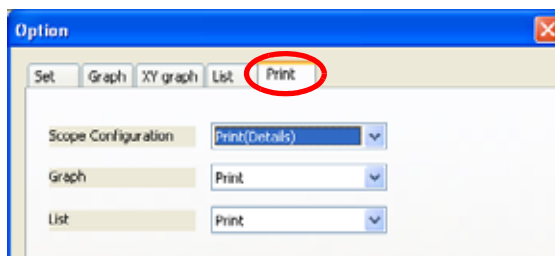 Option
Set Graph XY graph List Print
Scope Configuration Print(Details)
Graph Print
List Print